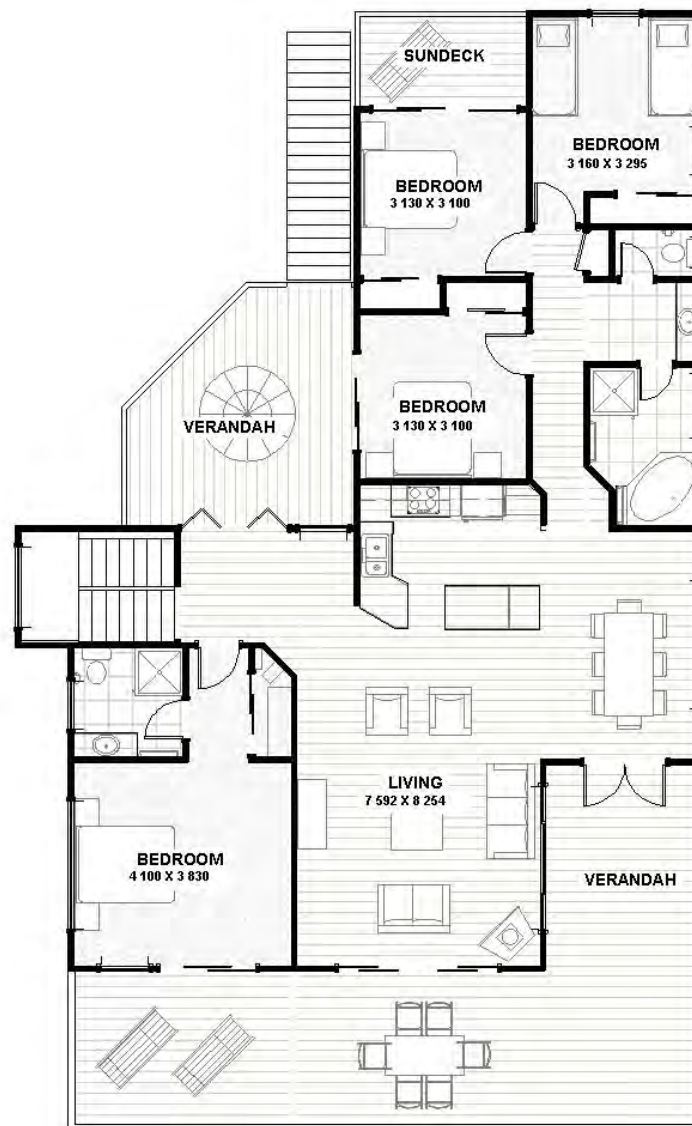 SUNDECK
BEDROOM
3 160 X 3 295
BEDROOM
3 130 X 3 100
BEDROOM
3 130 X 3 100
VERANDAH
LIVING
7 592 X 8 254
BEDROOM
4 100 X 3 830
VERANDAH